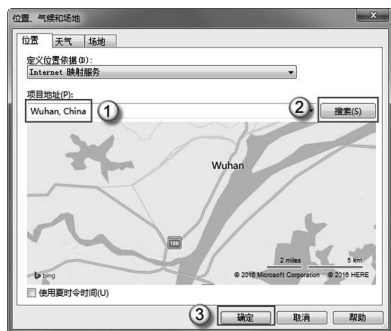 位置、气候和场地
位置 天气 场地
定义位置依据(D):
Internet 映射服务
项目地址(P):
Wuhan, China ① ② 搜索(S)
Wuhan
106
2 miles 5 km
bing © 2016 Microsoft Corporation © 2016 HERE
使用夏时令时间(U)
③ 确定 取消 帮助